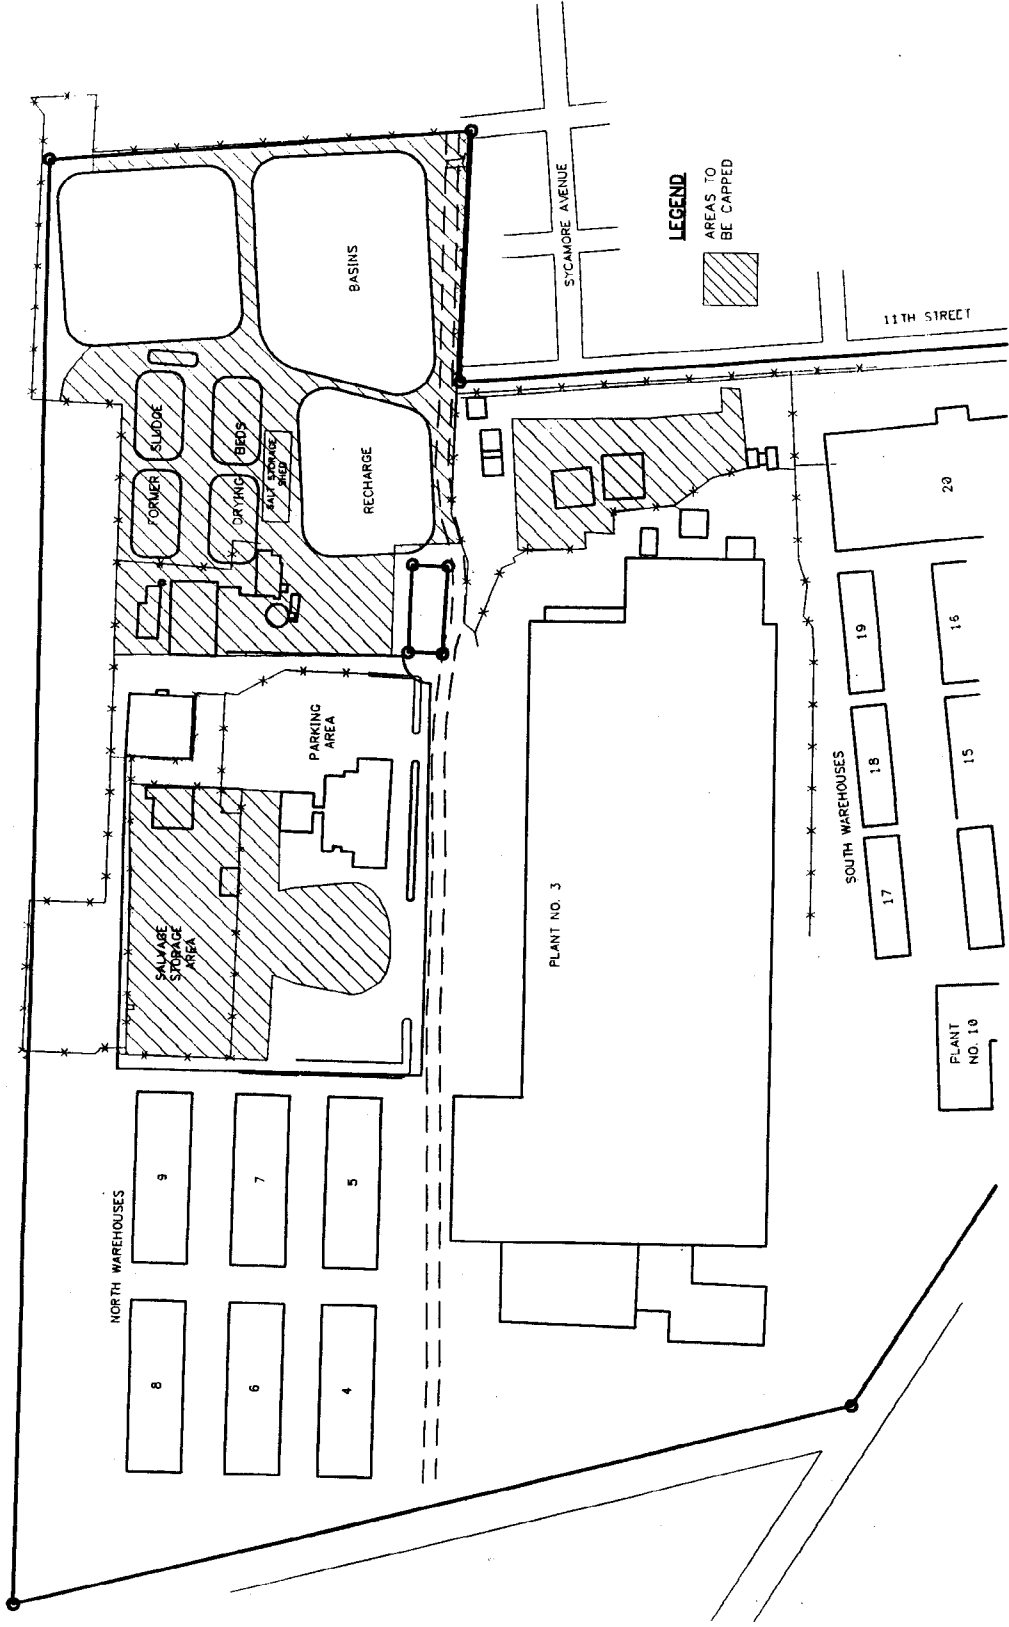 BASINS
SYCAMORE AVENUE
LEGEND
AREAS TO
BE CAPPED
11TH STREET
FORMER
SLUDGE
DRYING
BEDS
SALT STORAGE
SHED
RECHARGE
20
19
16
PARKING
AREA
SALVAGE
STORAGE
AREA
PLANT NO. 3
SOUTH WAREHOUSES
18
15
17
PLANT
NO. 10
NORTH WAREHOUSES
9
7
5
8
6
4